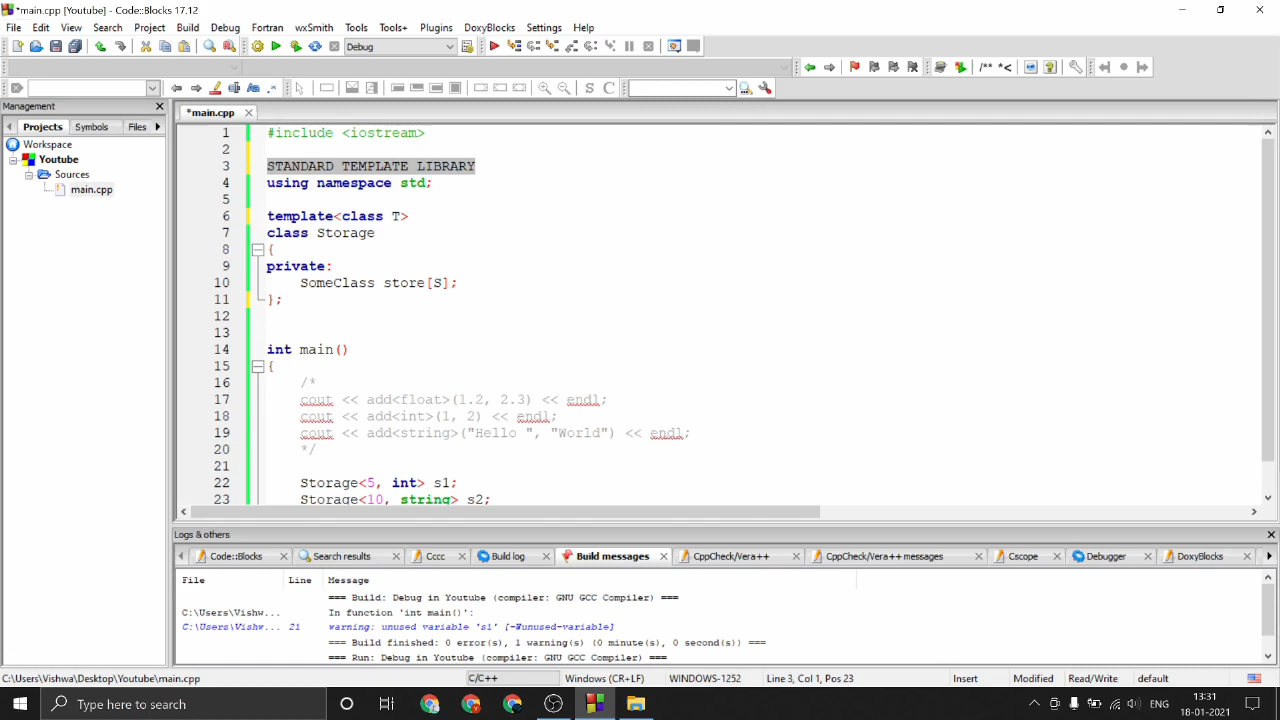 *main.cpp [Youtube] - Code::Blocks 17.12
File Edit View Search Project Build Debug Fortran wxSmith Tools Tools+ Plugins DoxyBlocks Settings Help
Debug
/** *<
S C
Management
Projects Symbols Files
*main.cpp
Workspace
Youtube
Sources
main.cpp
1 #include <iostream>
2
3 STANDARD TEMPLATE LIBRARY
4 using namespace std;
5
6 template<class T>
7 class Storage
8 {
9 private:
10 SomeClass store[S];
11 };
12
13
14 int main()
15 {
16 /*
17 cout << add<float>(1.2, 2.3) << endl;
18 cout << add<int>(1, 2) << endl;
19 cout << add<string>("Hello ", "World") << endl;
20 */
21
22 Storage<5, int> s1;
23 Storage<10, string> s2;
Logs & others
Code::Blocks Search results Cccc Build log Build messages CppCheck/Vera++ CppCheck/Vera++ messages Cscope Debugger DoxyBlocks
File Line Message
=== Build: Debug in Youtube (compiler: GNU GCC Compiler) ===
C:\Users\Vishw... In function 'int main()':
C:\Users\Vishw... 21 warning: unused variable 's1' [-Wunused-variable]
=== Build finished: 0 error(s), 1 warning(s) (0 minute(s), 0 second(s)) ===
=== Run: Debug in Youtube (compiler: GNU GCC Compiler) ===
C:\Users\Vishwa\Desktop\Youtube\main.cpp C/C++ Windows (CR+LF) WINDOWS-1252 Line 3, Col 1, Pos 23 Insert Modified Read/Write default
Type here to search
13:31
18-01-2021